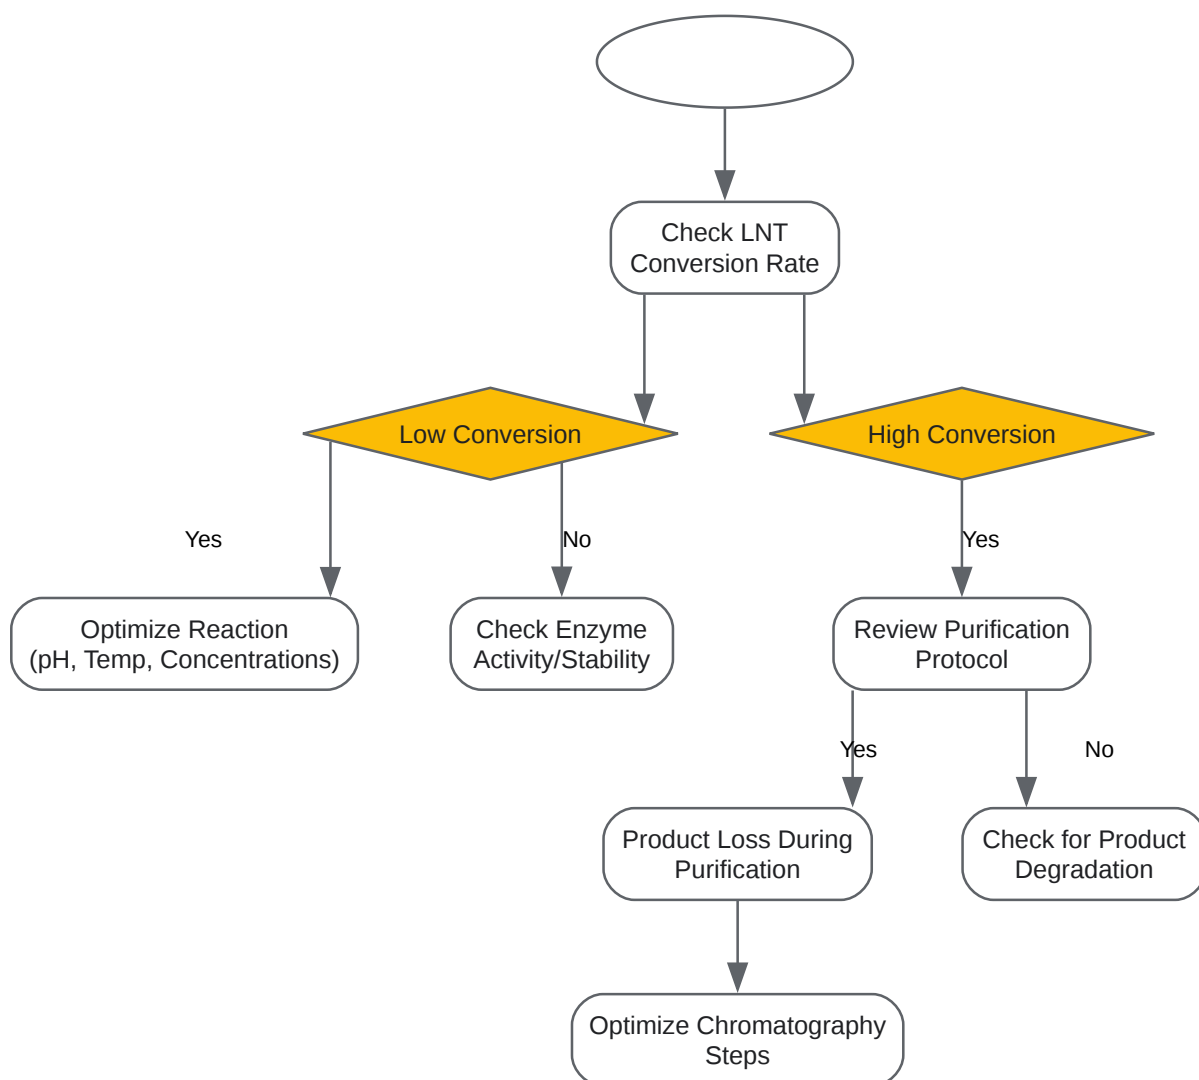 Check LNT
Conversion Rate
Low Conversion
High Conversion
Yes
No
Yes
Optimize Reaction
(pH, Temp, Concentrations)
Check Enzyme
Activity/Stability
Review Purification
Protocol
Yes
No
Product Loss During
Purification
Check for Product
Degradation
Optimize Chromatography
Steps